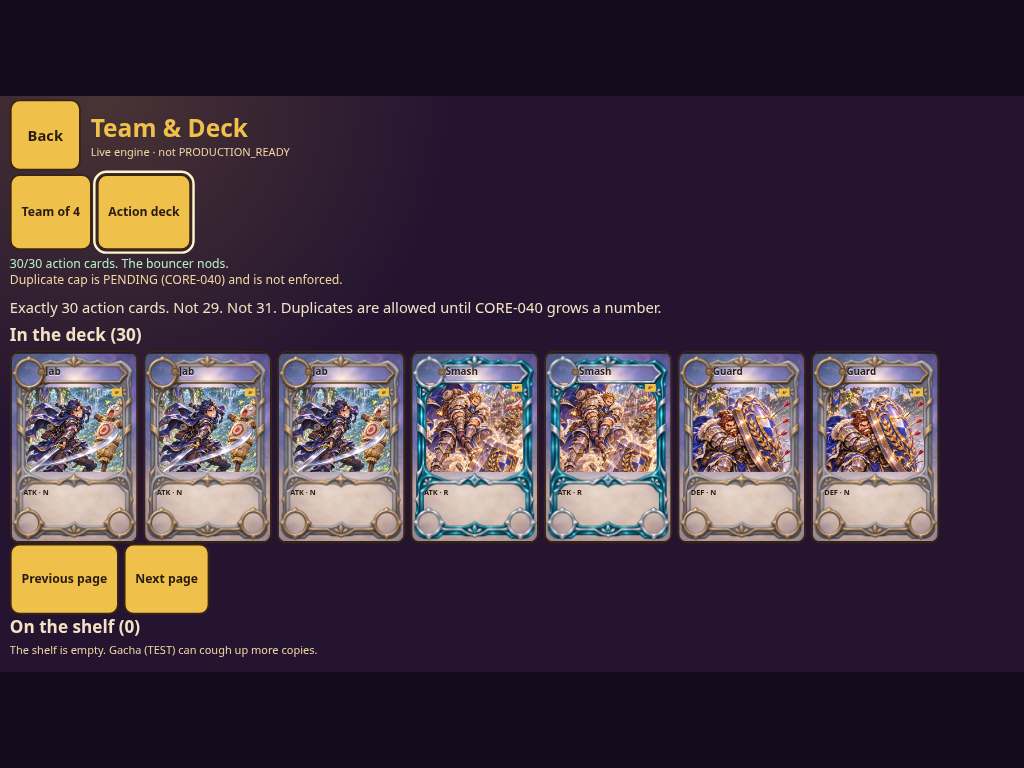 Back
Team & Deck
Live engine · not PRODUCTION_READY
Team of 4
Action deck
30/30 action cards. The bouncer nods.
Duplicate cap is PENDING (CORE-040) and is not enforced.
Exactly 30 action cards. Not 29. Not 31. Duplicates are allowed until CORE-040 grows a number.
In the deck (30)
Jab
Jab
Jab
Smash
Smash
Guard
Guard
ATK · N
ATK · N
ATK · N
ATK · R
ATK · R
DEF · N
DEF · N
Previous page
Next page
On the shelf (0)
The shelf is empty. Gacha (TEST) can cough up more copies.